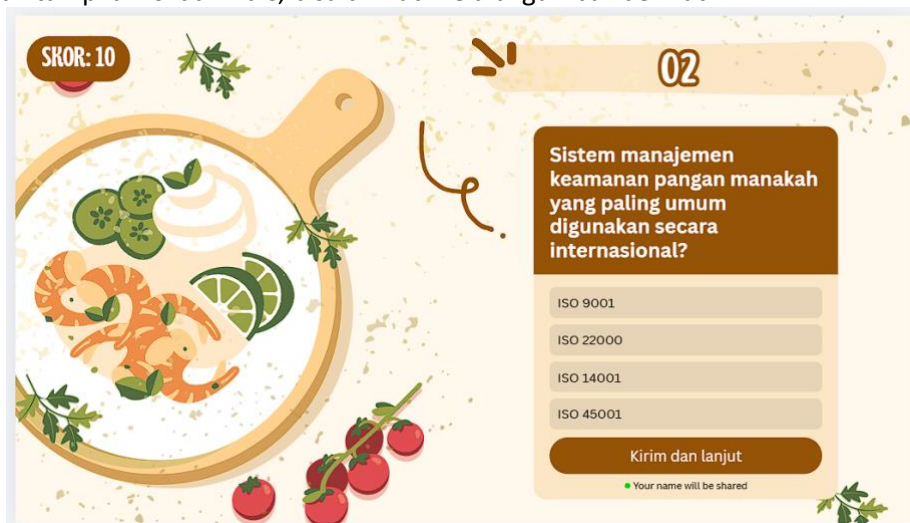 SKOR: 10
02
Sistem manajemen
keamanan pangan manakah
yang paling umum
digunakan secara
internasional?
ISO 9001
ISO 22000
ISO 14001
ISO 45001
Kirim dan lanjut
Your name will be shared